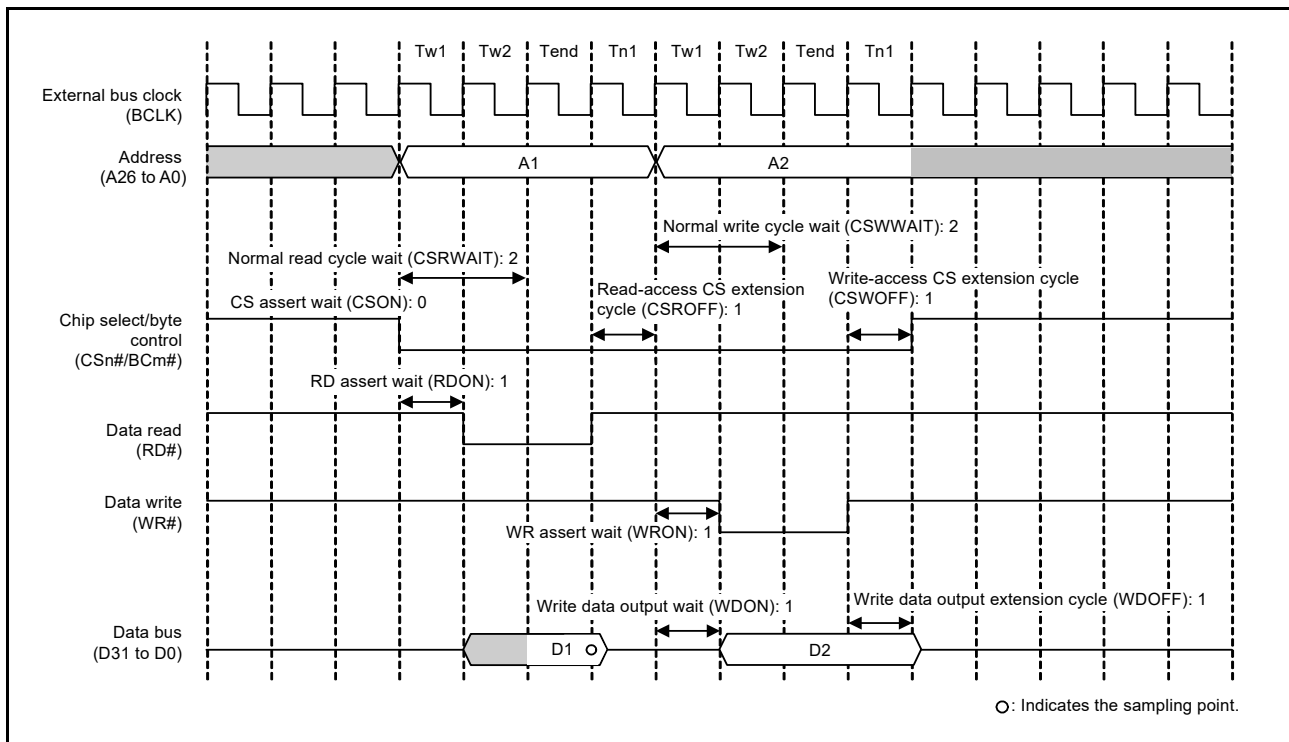 Tw1 Tw2 Tend Tn1 Tw1 Tw2 Tend Tn1
External bus clock
(BCLK)
Address
(A26 to A0)
A1
A2
Normal write cycle wait (CSWWAIT): 2
Normal read cycle wait (CSRWAIT): 2
Read-access CS extension
cycle (CSROFF): 1
Write-access CS extension cycle
(CSWOFF): 1
CS assert wait (CSON): 0
Chip select/byte
control
(CSn#/BCm#)
RD assert wait (RDON): 1
Data read
(RD#)
Data write
(WR#)
WR assert wait (WRON): 1
Write data output wait (WDON): 1
Write data output extension cycle (WDOFF): 1
Data bus
(D31 to D0)
D1
D2
: Indicates the sampling point.